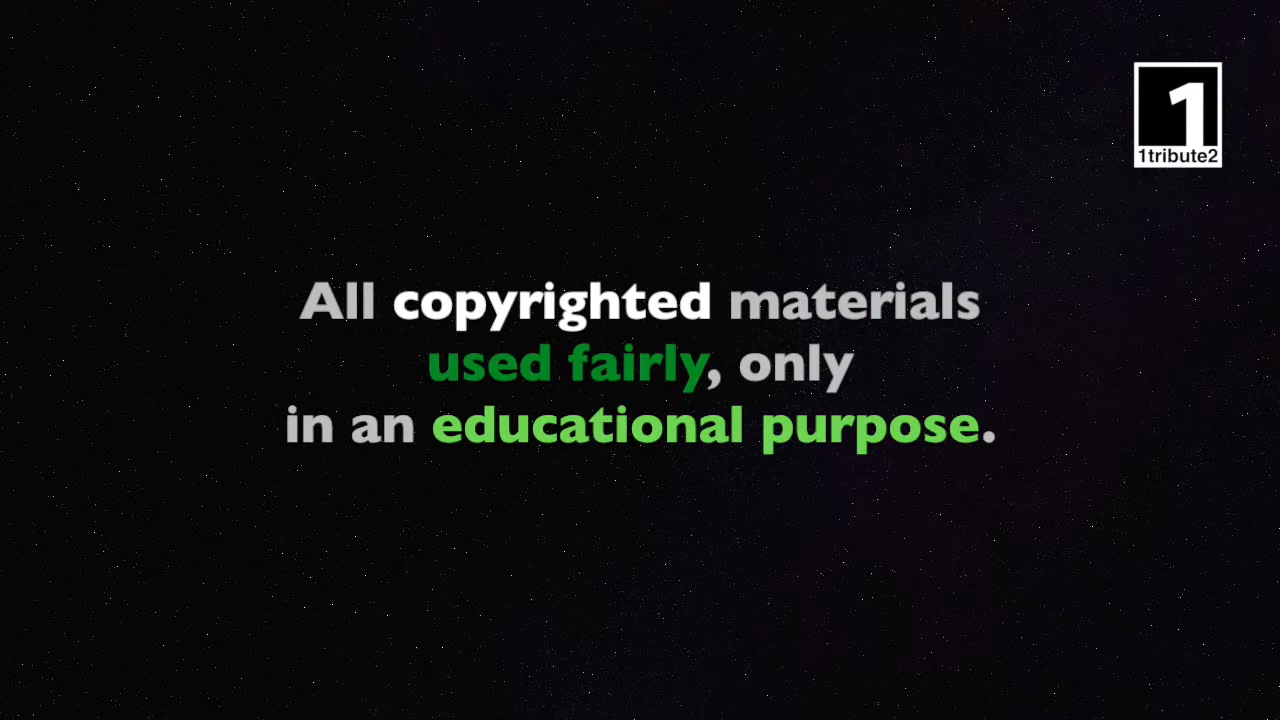 1
1tribute2
All copyrighted materials
used fairly, only
in an educational purpose.